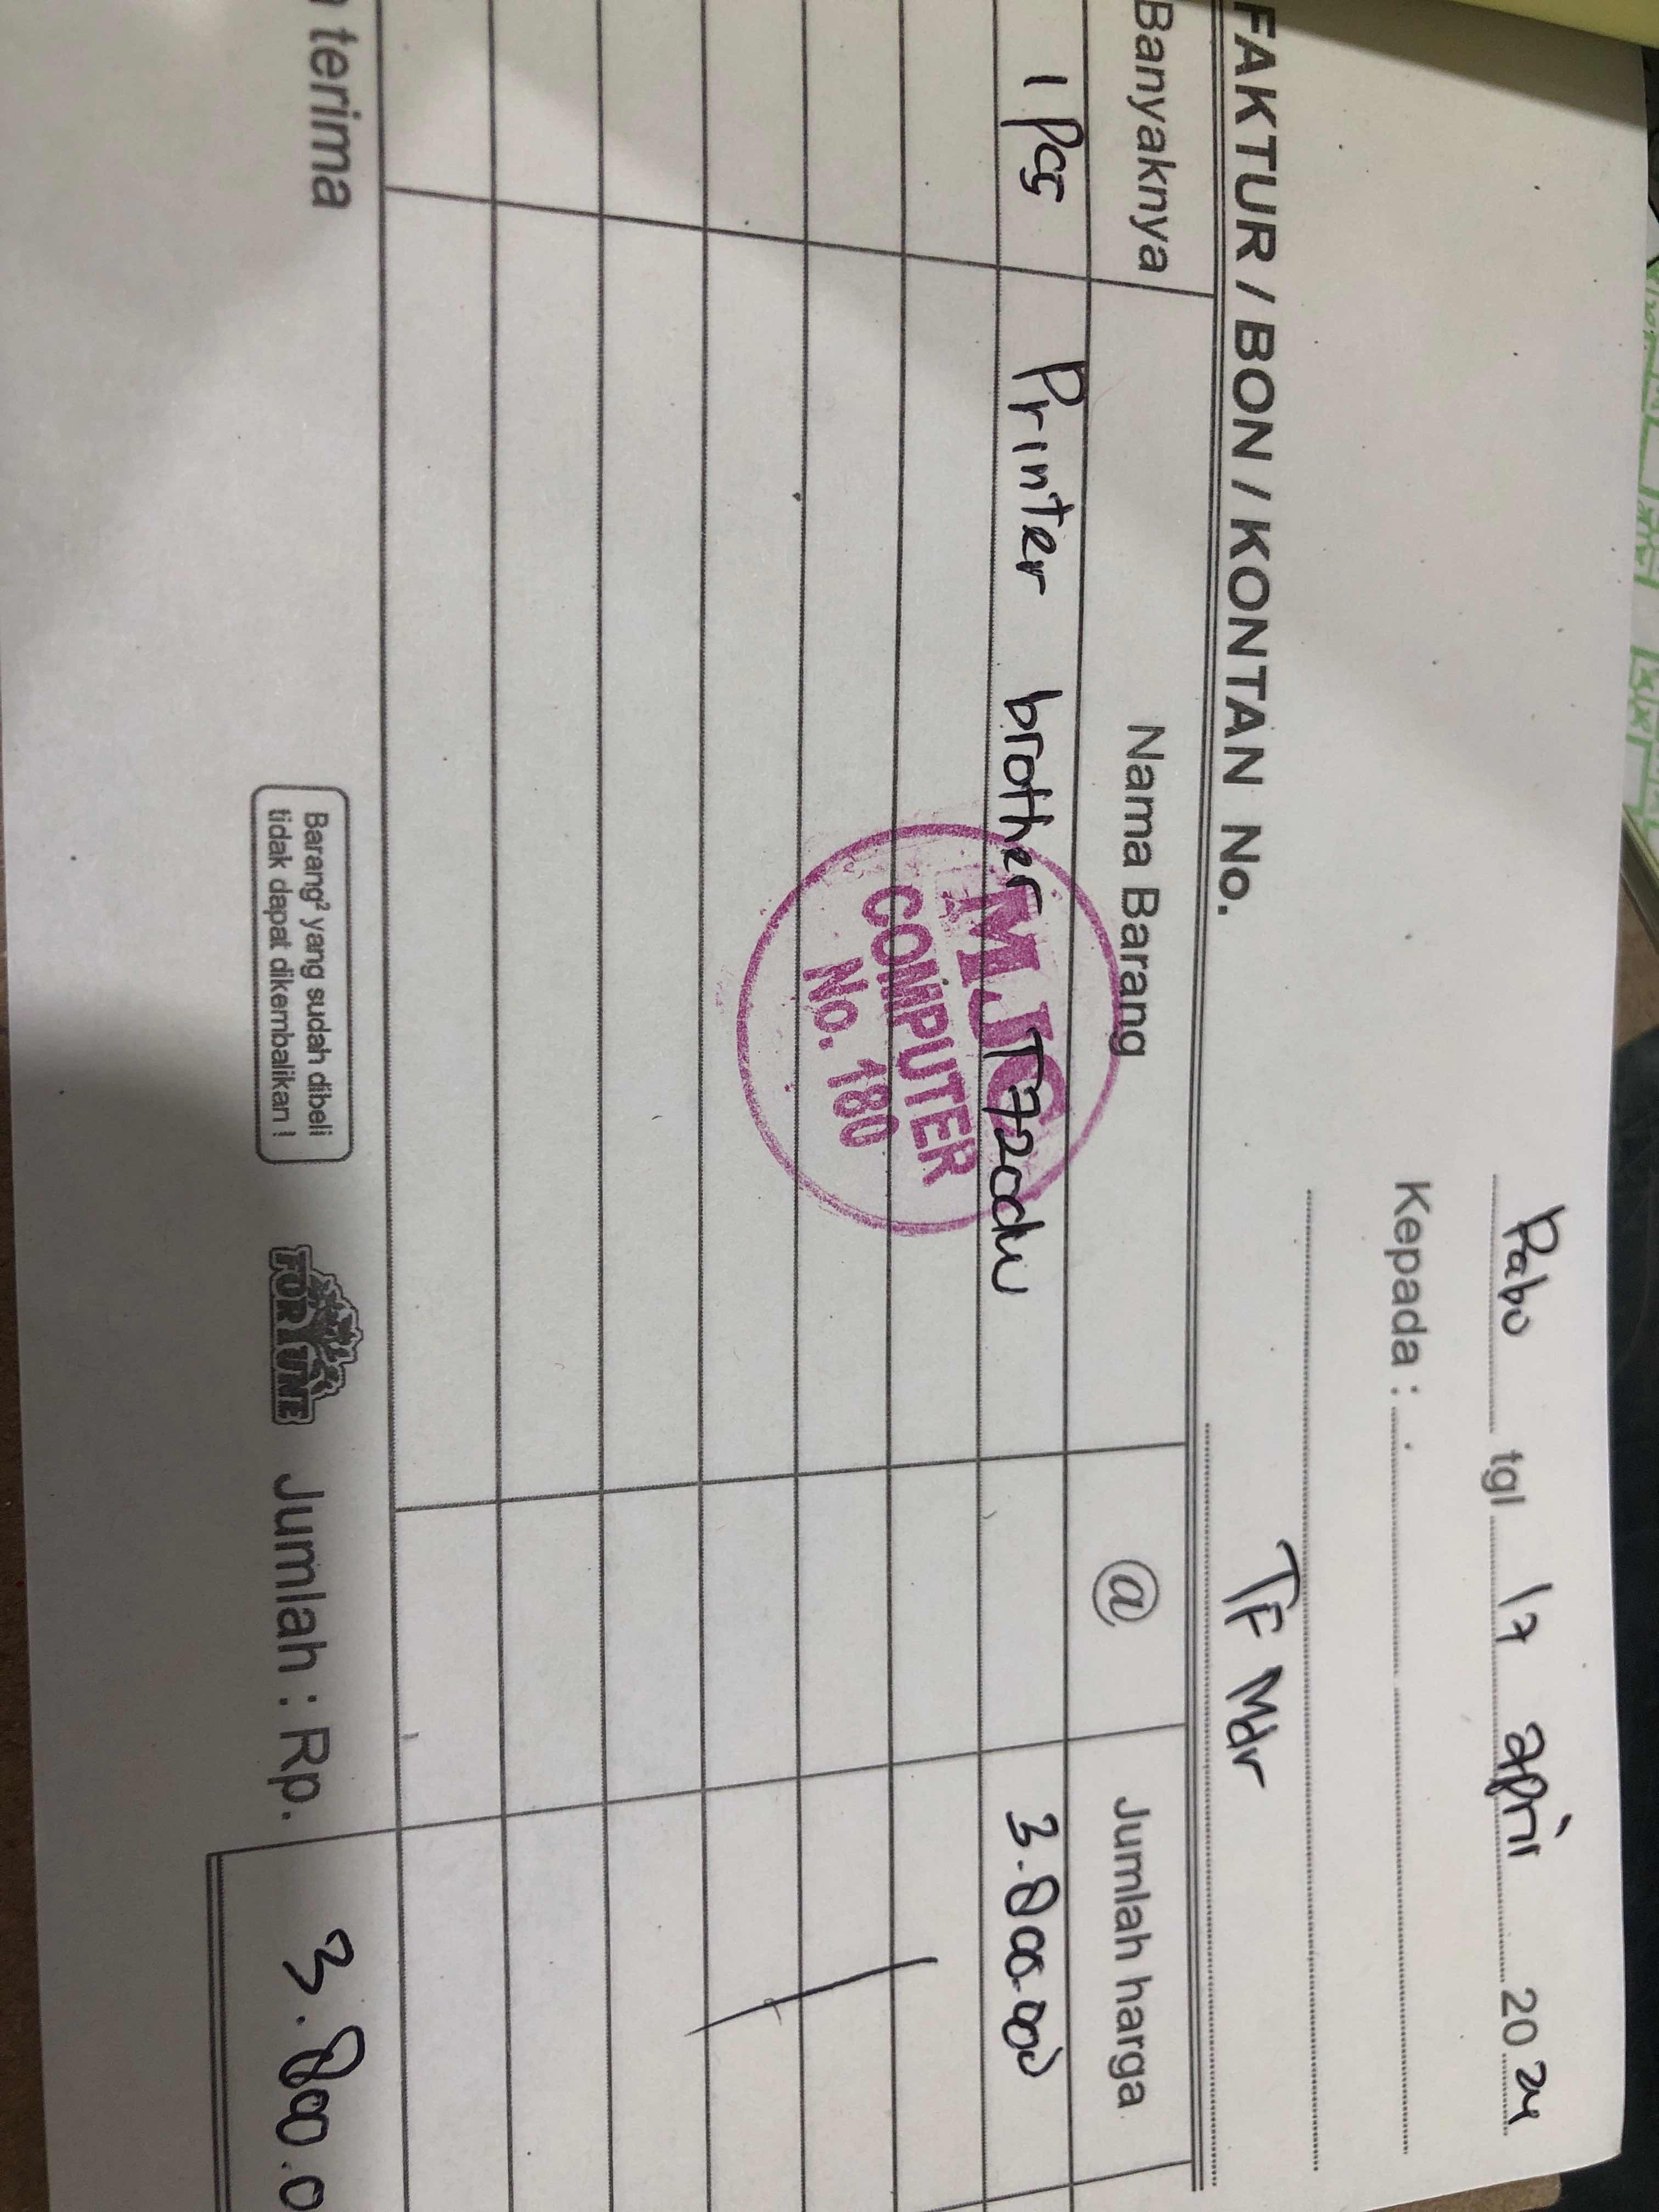 Rabu tgl 17 april 2024
Kepada :
TF Mdr
FAKTUR / BON / KONTAN No.
Banyaknya Nama Barang @ Jumlah harga
1 Pcs Printer brother T720dw 3.800.000
M.JC
COMPUTER
No. 180
terima
Barang² yang sudah dibeli
tidak dapat dikembalikan !
FORTUNE
Jumlah : Rp. 3.800.0